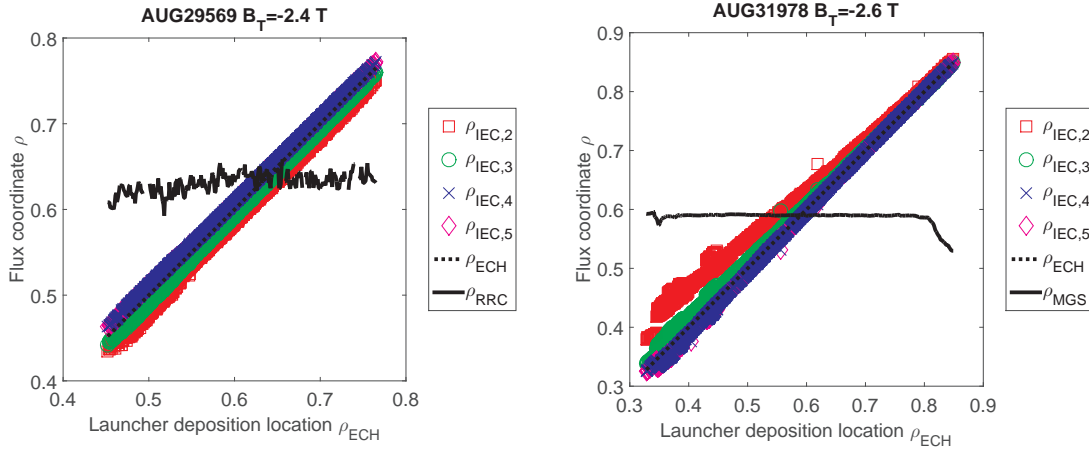 AUG29569 B_T=-2.4 T
0.8
0.7
0.6
0.5
0.4
0.4 0.5 0.6 0.7 0.8
Flux coordinate ρ
Launcher deposition location ρ_ECH
ρ_IEC,2
ρ_IEC,3
ρ_IEC,4
ρ_IEC,5
ρ_ECH
ρ_RRC
AUG31978 B_T=-2.6 T
0.9
0.8
0.7
0.6
0.5
0.4
0.3
0.3 0.4 0.5 0.6 0.7 0.8 0.9
Flux coordinate ρ
Launcher deposition location ρ_ECH
ρ_IEC,2
ρ_IEC,3
ρ_IEC,4
ρ_IEC,5
ρ_ECH
ρ_MGS